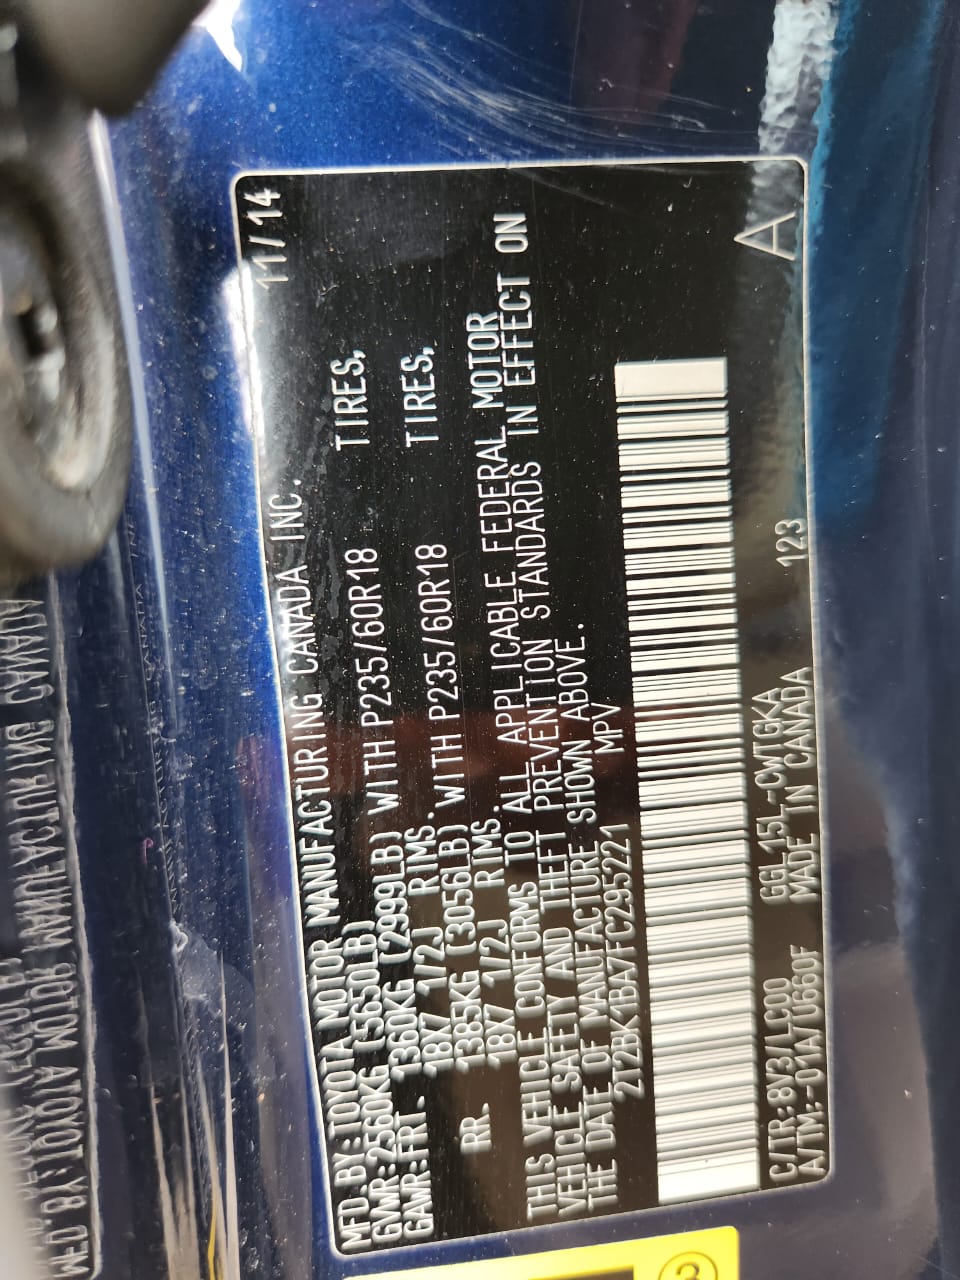 11/14
MFD.BY:TOYOTA MOTOR MANUFACTURING CANADA INC.
GVWR:2560KG (5650LB)
GAWR:FRT. 1360KG (2999LB) WITH P235/60R18 TIRES,
18X7 1/2J RIMS.
RR. 1385KG (3056LB) WITH P235/60R18 TIRES,
18X7 1/2J RIMS.
THIS VEHICLE CONFORMS TO ALL APPLICABLE FEDERAL MOTOR
VEHICLE SAFETY AND THEFT PREVENTION STANDARDS IN EFFECT ON
THE DATE OF MANUFACTURE SHOWN ABOVE.
2T2BK1BA7FC295221 MPV
C/TR:8V3/LC00 GGL15L-CWTGKA 123
A/TM:-01A/U660F MADE IN CANADA A
3